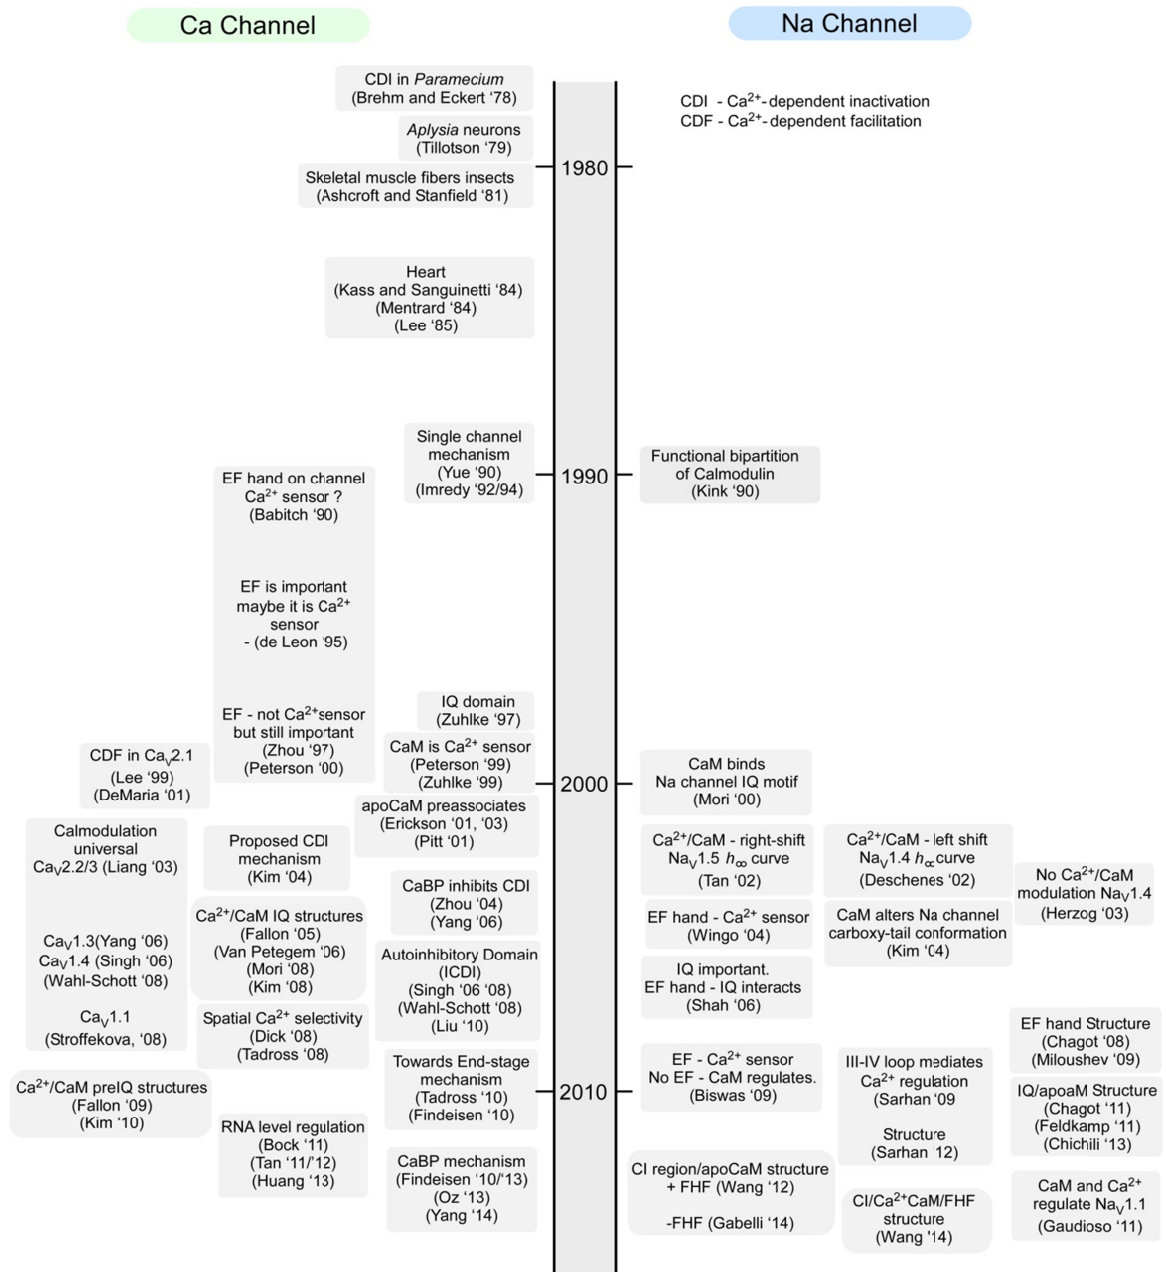 Ca Channel
Na Channel
CDI in Paramecium
(Brehm and Eckert ‘78)
Aplysia neurons
(Tillotson ‘79)
Skeletal muscle fibers insects
(Ashcroft and Stanfield ‘81)
Heart
(Kass and Sanguinetti ‘84)
(Mentrard ‘84)
(Lee ‘85)
Single channel
mechanism
(Yue ‘90)
(Imredy ‘92/94)
EF hand on channel
Ca²⁺ sensor ?
(Babitch ‘90)
EF is important
maybe it is Ca²⁺
sensor
- (de Leon ‘95)
EF - not Ca²⁺sensor
but still important
(Zhou ‘97)
(Peterson ‘00)
IQ domain
(Zuhlke ‘97)
CaM is Ca²⁺ sensor
(Peterson ‘99)
(Zuhlke ‘99)
CDF in CaV2.1
(Lee ‘99)
(DeMaria ‘01)
apoCaM preassociates
(Erickson ‘01, ‘03)
(Pitt ‘01)
Calmodulation
universal
CaV2.2/3 (Liang ‘03)
CaV1.3(Yang ‘06)
CaV1.4 (Singh ‘06)
(Wahl-Schott ‘08)
CaV1.1
(Stroffekova, ‘08)
Proposed CDI
mechanism
(Kim ‘04)
CaBP inhibits CDI
(Zhou ‘04)
(Yang ‘06)
Ca²⁺/CaM IQ structures
(Fallon ‘05)
(Van Petegem ‘06)
(Mori ‘08)
(Kim ‘08)
Autoinhibitory Domain
(ICDI)
(Singh ‘06 ‘08)
(Wahl-Schott ‘08)
(Liu ‘10)
Spatial Ca²⁺ selectivity
(Dick ‘08)
(Tadross ‘08)
Ca²⁺/CaM preIQ structures
(Fallon ‘09)
(Kim ‘10)
Towards End-stage
mechanism
(Tadross ‘10)
(Findeisen ‘10)
RNA level regulation
(Bock ‘11)
(Tan ‘11/‘12)
(Huang ‘13)
CaBP mechanism
(Findeisen ‘10/‘13)
(Oz ‘13)
(Yang ‘14)
1980
1990
2000
2010
CDI - Ca²⁺-dependent inactivation
CDF - Ca²⁺-dependent facilitation
Functional bipartition
of Calmodulin
(Kink ‘90)
CaM binds
Na channel IQ motif
(Mori ‘00)
Ca²⁺/CaM - right-shift
NaV1.5 h∞ curve
(Tan ‘02)
Ca²⁺/CaM - left shift
NaV1.4 h∞ curve
(Deschenes ‘02)
No Ca²⁺/CaM
modulation NaV1.4
(Herzog ‘03)
EF hand - Ca²⁺ sensor
(Wingo ‘04)
CaM alters Na channel
carboxy-tail conformation
(Kim ‘04)
IQ important.
EF hand - IQ interacts
(Shah ‘06)
EF hand Structure
(Chagot ‘08)
(Miloushev ‘09)
EF - Ca²⁺ sensor
No EF - CaM regulates.
(Biswas ‘09)
III-IV loop mediates
Ca²⁺ regulation
(Sarhan ‘09
Structure
(Sarhan ‘12)
IQ/apoaM Structure
(Chagot ‘11)
(Feldkamp ‘11)
(Chichili ‘13)
CI region/apoCaM structure
+ FHF (Wang ‘12)
-FHF (Gabelli ‘14)
CI/Ca²⁺CaM/FHF
structure
(Wang ‘14)
CaM and Ca²⁺
regulate NaV1.1
(Gaudioso ‘11)